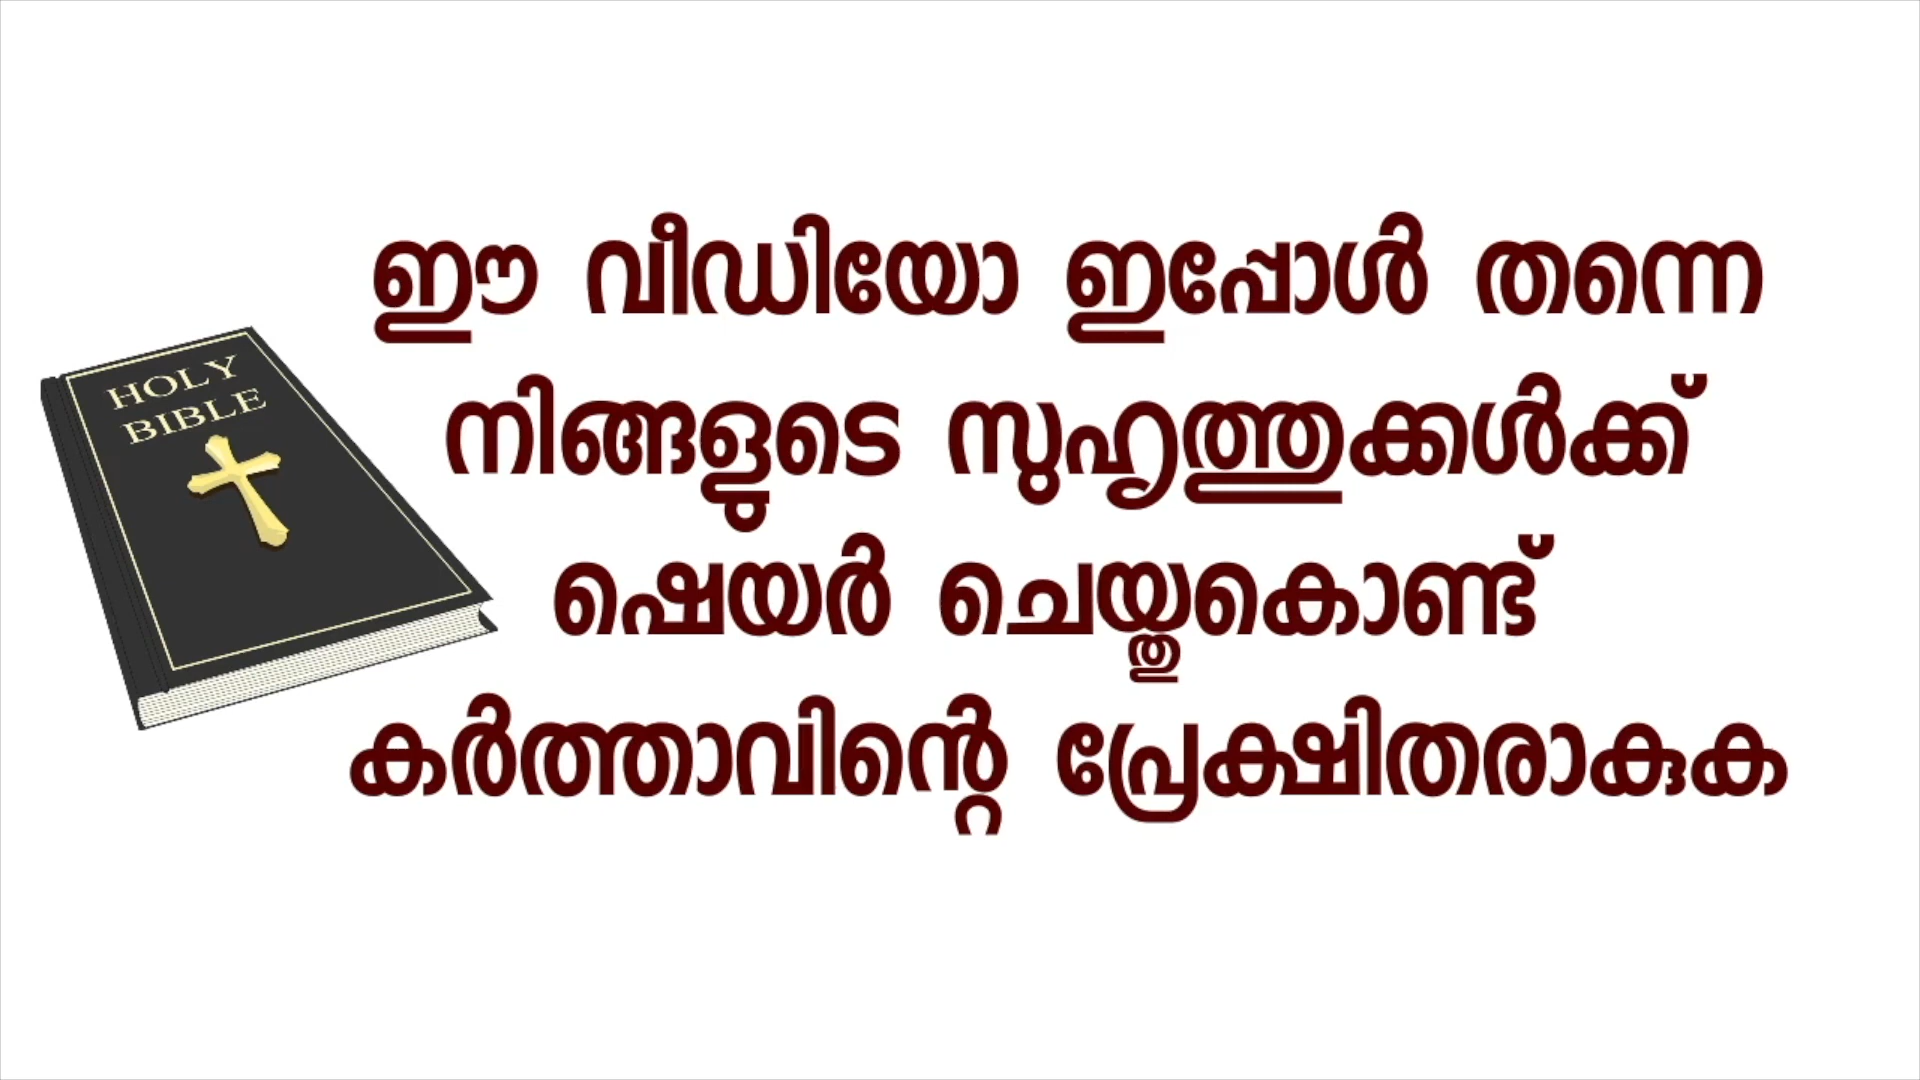 HOLY
BIBLE
ഈ വീഡിയോ ഇപ്പോൾ തന്നെ
നിങ്ങളുടെ സുഹൃത്തുക്കൾക്ക്
ഷെയർ ചെയ്തുകൊണ്ട്
കർത്താവിന്റെ പ്രേക്ഷിതരാകുക